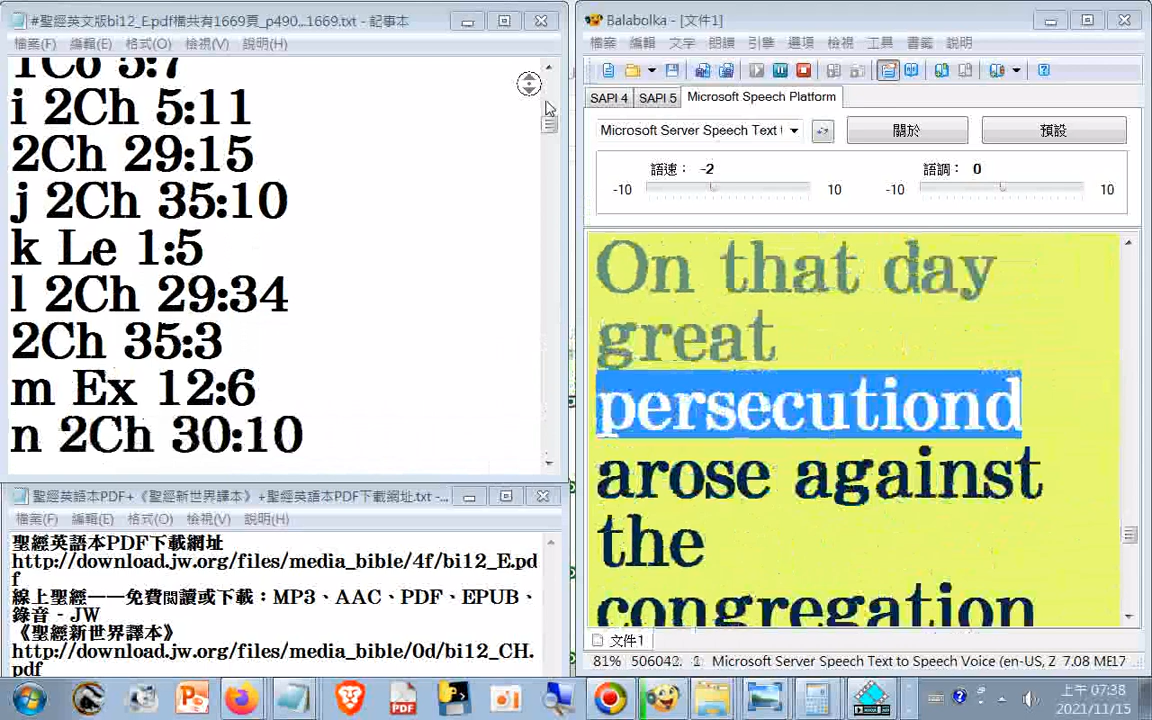 #聖經英文版bi12_E.pdf橫共有1669頁_p490,..1669.txt - 記事本
檔案(F) 編輯(E) 格式(O) 檢視(V) 說明(H)
1Co 5:7
i 2Ch 5:11
2Ch 29:15
j 2Ch 35:10
k Le 1:5
l 2Ch 29:34
2Ch 35:3
m Ex 12:6
n 2Ch 30:10
聖經英語本PDF+《聖經新世界譯本》+聖經英語本PDF下載網址.txt - ...
檔案(F) 編輯(E) 格式(O) 檢視(V) 說明(H)
聖經英語本PDF下載網址
http://download.jw.org/files/media_bible/4f/bi12_E.pd
f
線上聖經——免費閱讀或下載：MP3、AAC、PDF、EPUB、
錄音 - JW
《聖經新世界譯本》
http://download.jw.org/files/media_bible/0d/bi12_CH.
pdf
Balabolka - [文件1]
檔案 編輯 文字 朗讀 引擎 選項 檢視 工具 書籤 說明
SAPI 4 SAPI 5 Microsoft Speech Platform
Microsoft Server Speech Text 關於 預設
語速： -2 語調： 0
-10 10 -10 10
On that day
great
persecutiond
arose against
the
congregation
文件1
81% 506042. 1 Microsoft Server Speech Text to Speech Voice (en-US, Z 7.08 ME17
PDF
上午 07:38
2021/11/15